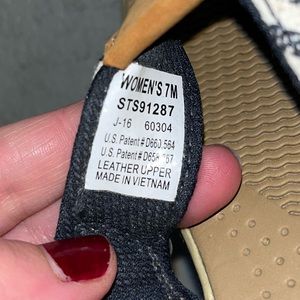 WOMEN'S 7M
STS91287
J-16 60304
U.S. Patent # D660,564
U.S. Patent #
LEATHER UPPER
MADE IN VIETNAM